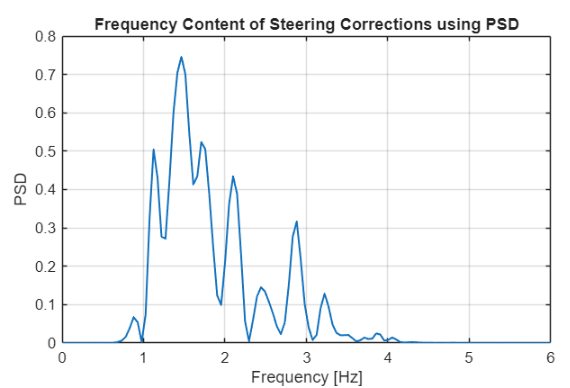 Frequency Content of Steering Corrections using PSD
0.8
0.7
0.6
0.5
0.4
0.3
0.2
0.1
0
PSD
0 1 2 3 4 5 6
Frequency [Hz]